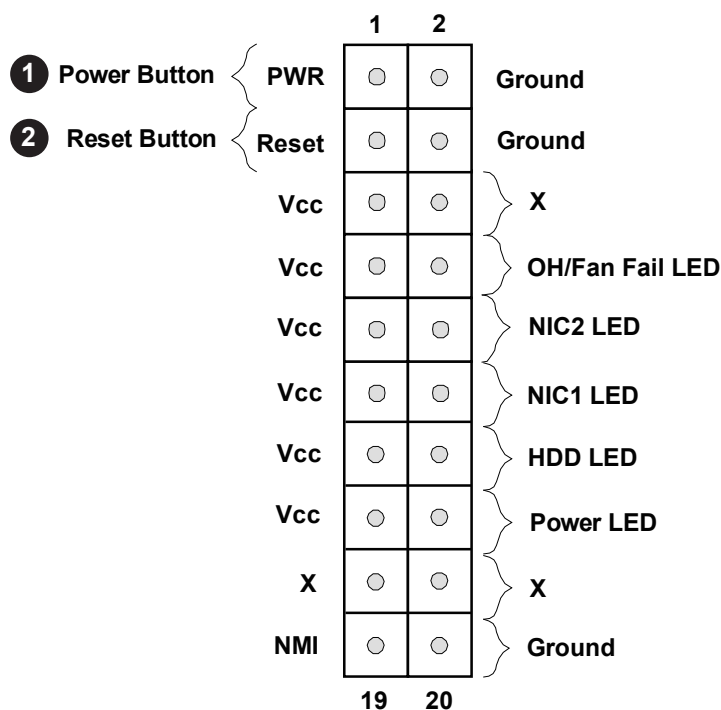 1 2
1 Power Button PWR Ground
2 Reset Button Reset Ground
Vcc X
Vcc OH/Fan Fail LED
Vcc NIC2 LED
Vcc NIC1 LED
Vcc HDD LED
Vcc Power LED
X X
NMI Ground
19 20